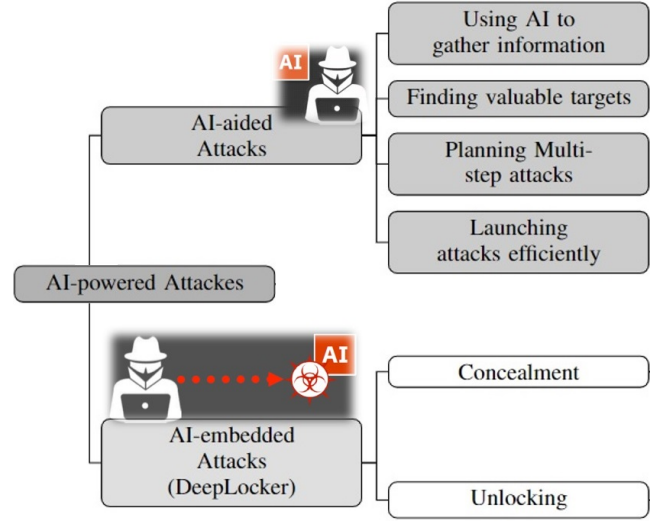 AI
AI-aided
Attacks
Using AI to
gather information
Finding valuable targets
Planning Multi-
step attacks
Launching
attacks efficiently
AI-powered Attackes
AI
AI-embedded
Attacks
(DeepLocker)
Concealment
Unlocking